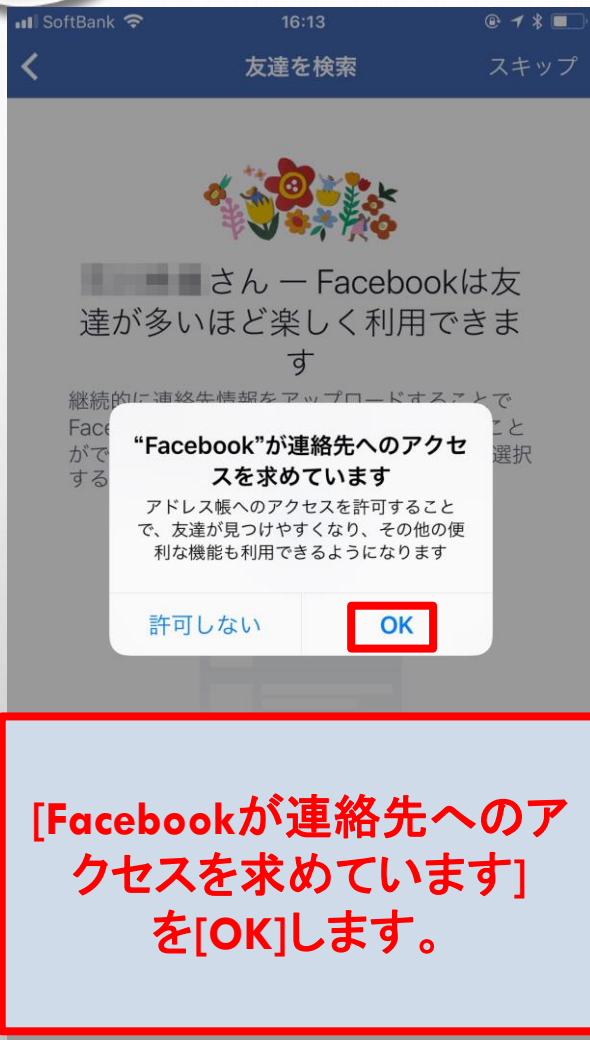 SoftBank 16:13
友達を検索 スキップ
さん — Facebookは友
達が多いほど楽しく利用できま
す
継続的に連絡先情報をアップロードすることで
Face こと
がで 選択
する
“Facebook”が連絡先へのアクセ
スを求めています
アドレス帳へのアクセスを許可すること
で、友達が見つけやすくなり、その他の便
利な機能も利用できるようになります
許可しない OK
[Facebookが連絡先へのア
クセスを求めています]
を[OK]します。